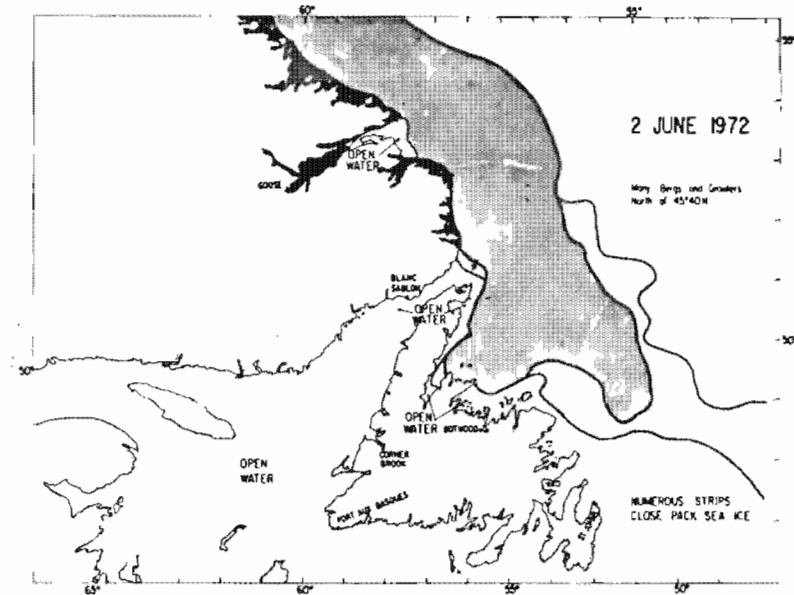 60°
55°
55°
55°
2 JUNE 1972
OPEN
WATER
GOOSE
Many Bergs and Growlers
North of 45°40 N
BLANC
SABLON
OPEN
WATER
50°
50°
OPEN
WATER
BOTWOOD
CORNER
BROOK
OPEN
WATER
PORT AUX BASQUES
NUMEROUS STRIPS
CLOSE PACK SEA ICE
65°
60°
55°
50°